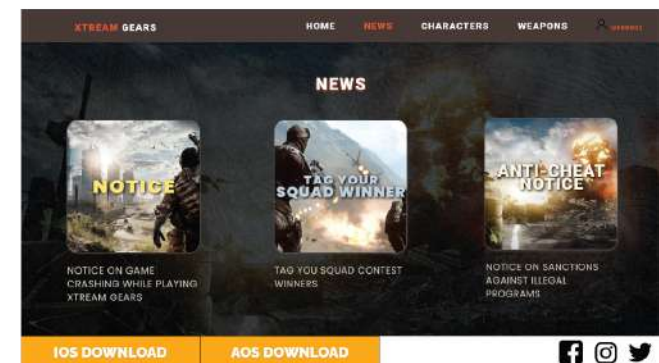 XTREAM GEARS
HOME
NEWS
CHARACTERS
WEAPONS
NEWS
NOTICE
TAG YOUR
SQUAD WINNER
ANTI-CHEAT
NOTICE
NOTICE ON GAME
CRASHING WHILE PLAYING
XTREAM GEARS
TAG YOU SQUAD CONTEST
WINNERS
NOTICE ON SANCTIONS
AGAINST ILLEGAL
PROGRAMS
IOS DOWNLOAD
AOS DOWNLOAD